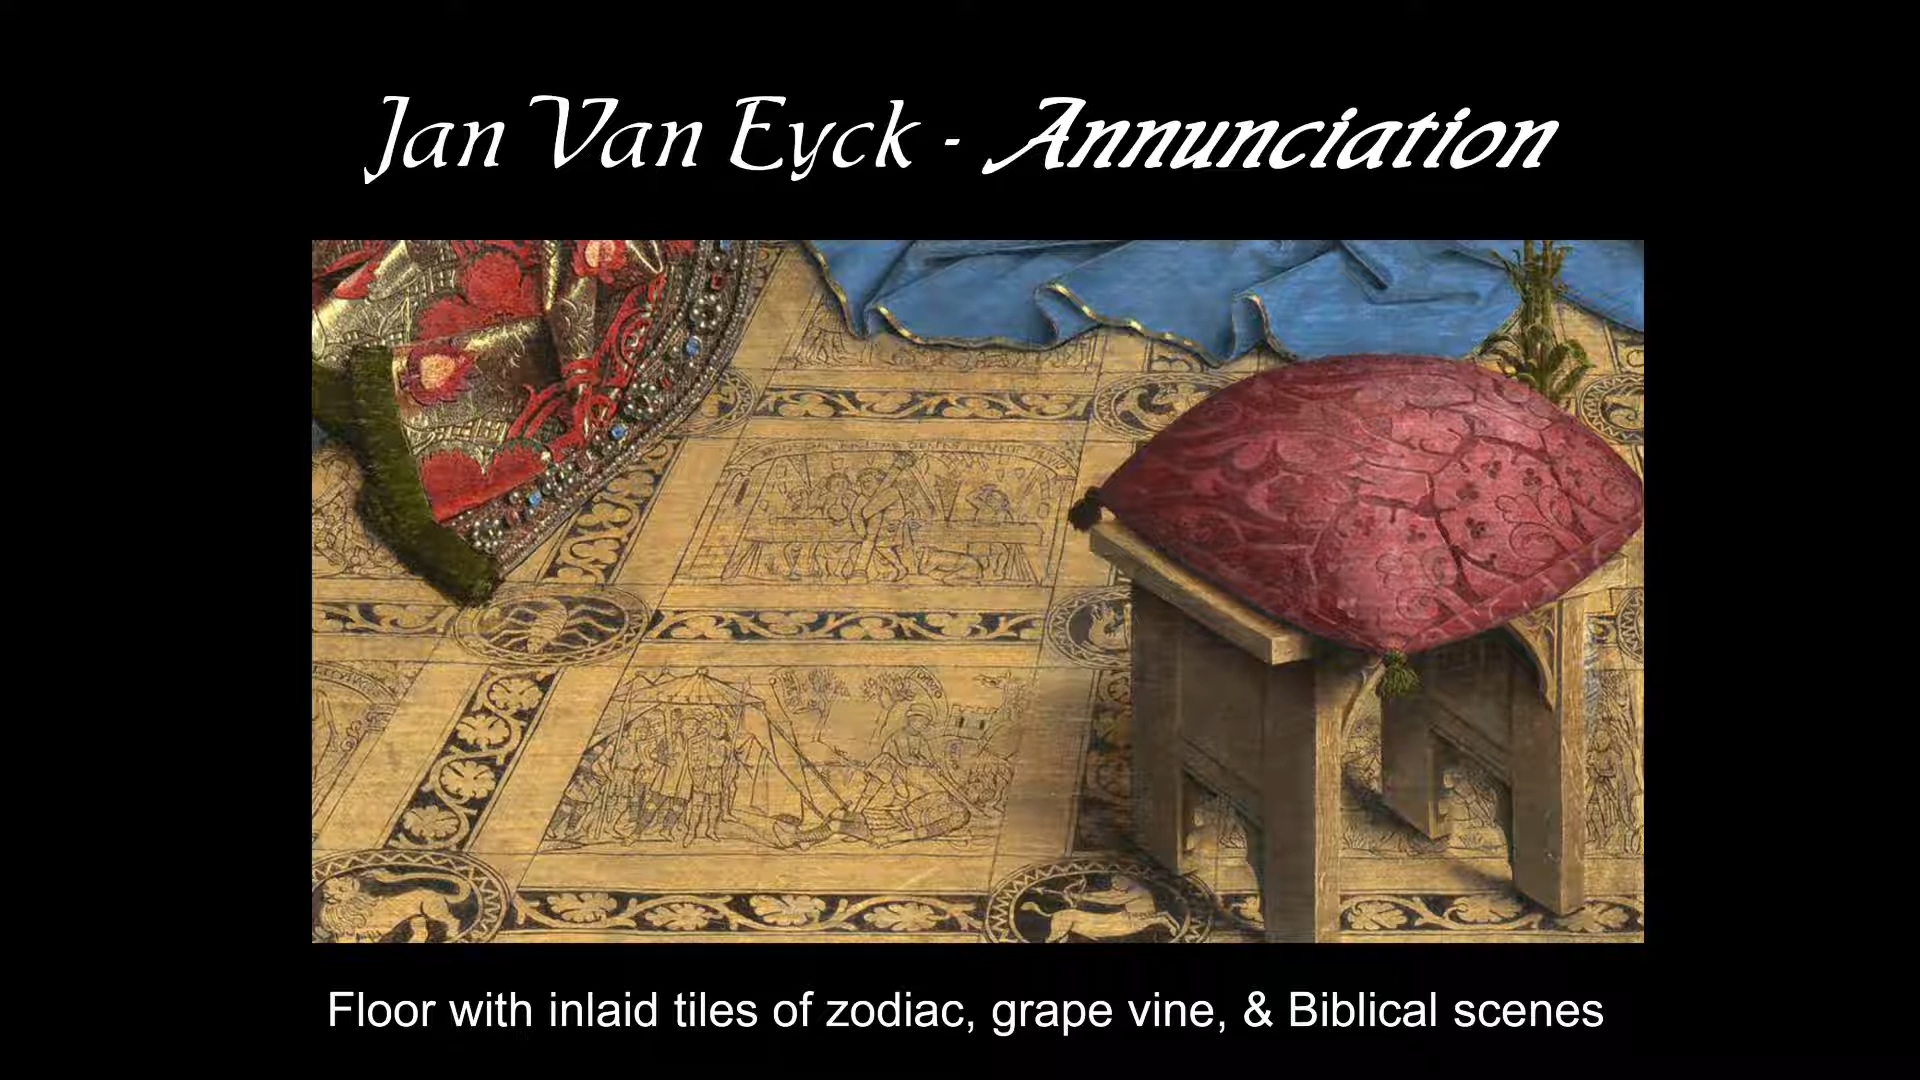 Jan Van Eyck - Annunciation
Floor with inlaid tiles of zodiac, grape vine, & Biblical scenes